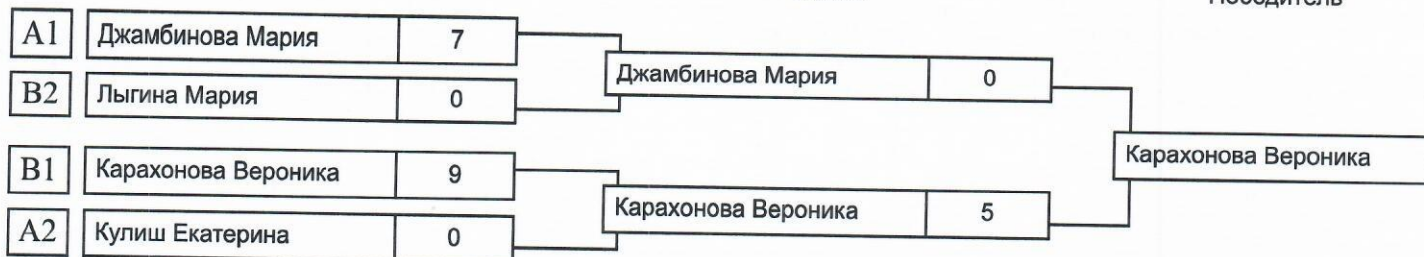 Победитель
A1 Джамбинова Мария 7
B2 Лыгина Мария 0
Джамбинова Мария 0
B1 Карахонова Вероника 9
A2 Кулиш Екатерина 0
Карахонова Вероника 5
Карахонова Вероника